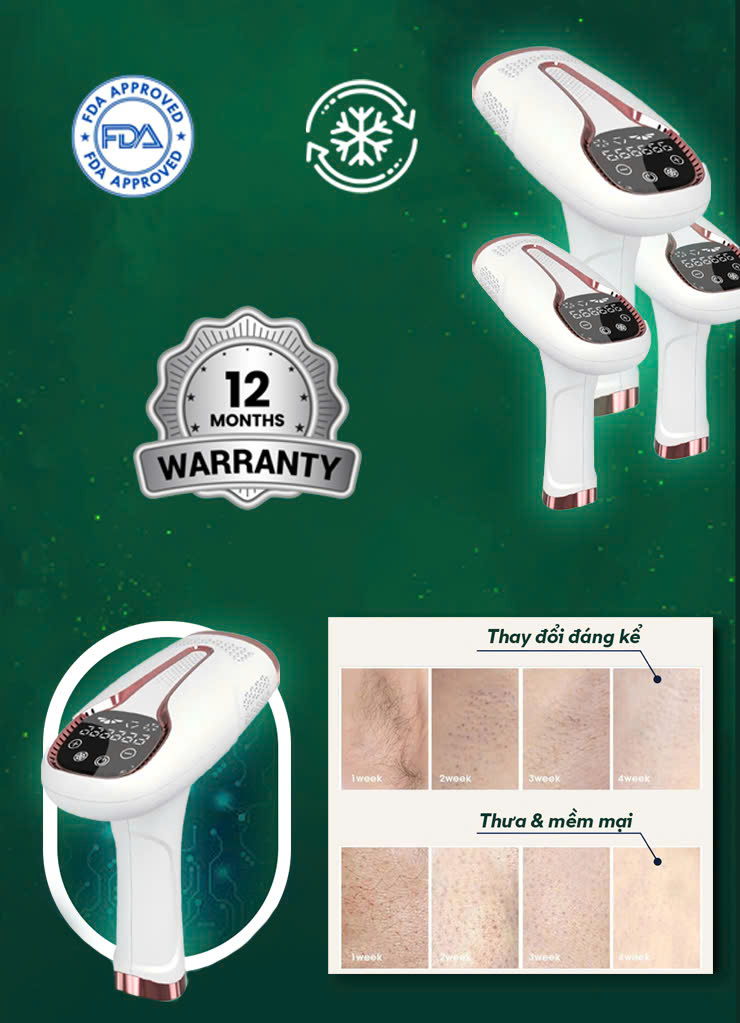 FDA APPROVED
FDA
FDA APPROVED
12
MONTHS
WARRANTY
Thay đổi đáng kể
1week 2week 3week 4week
Thưa & mềm mại
1week 2week 3week 4week